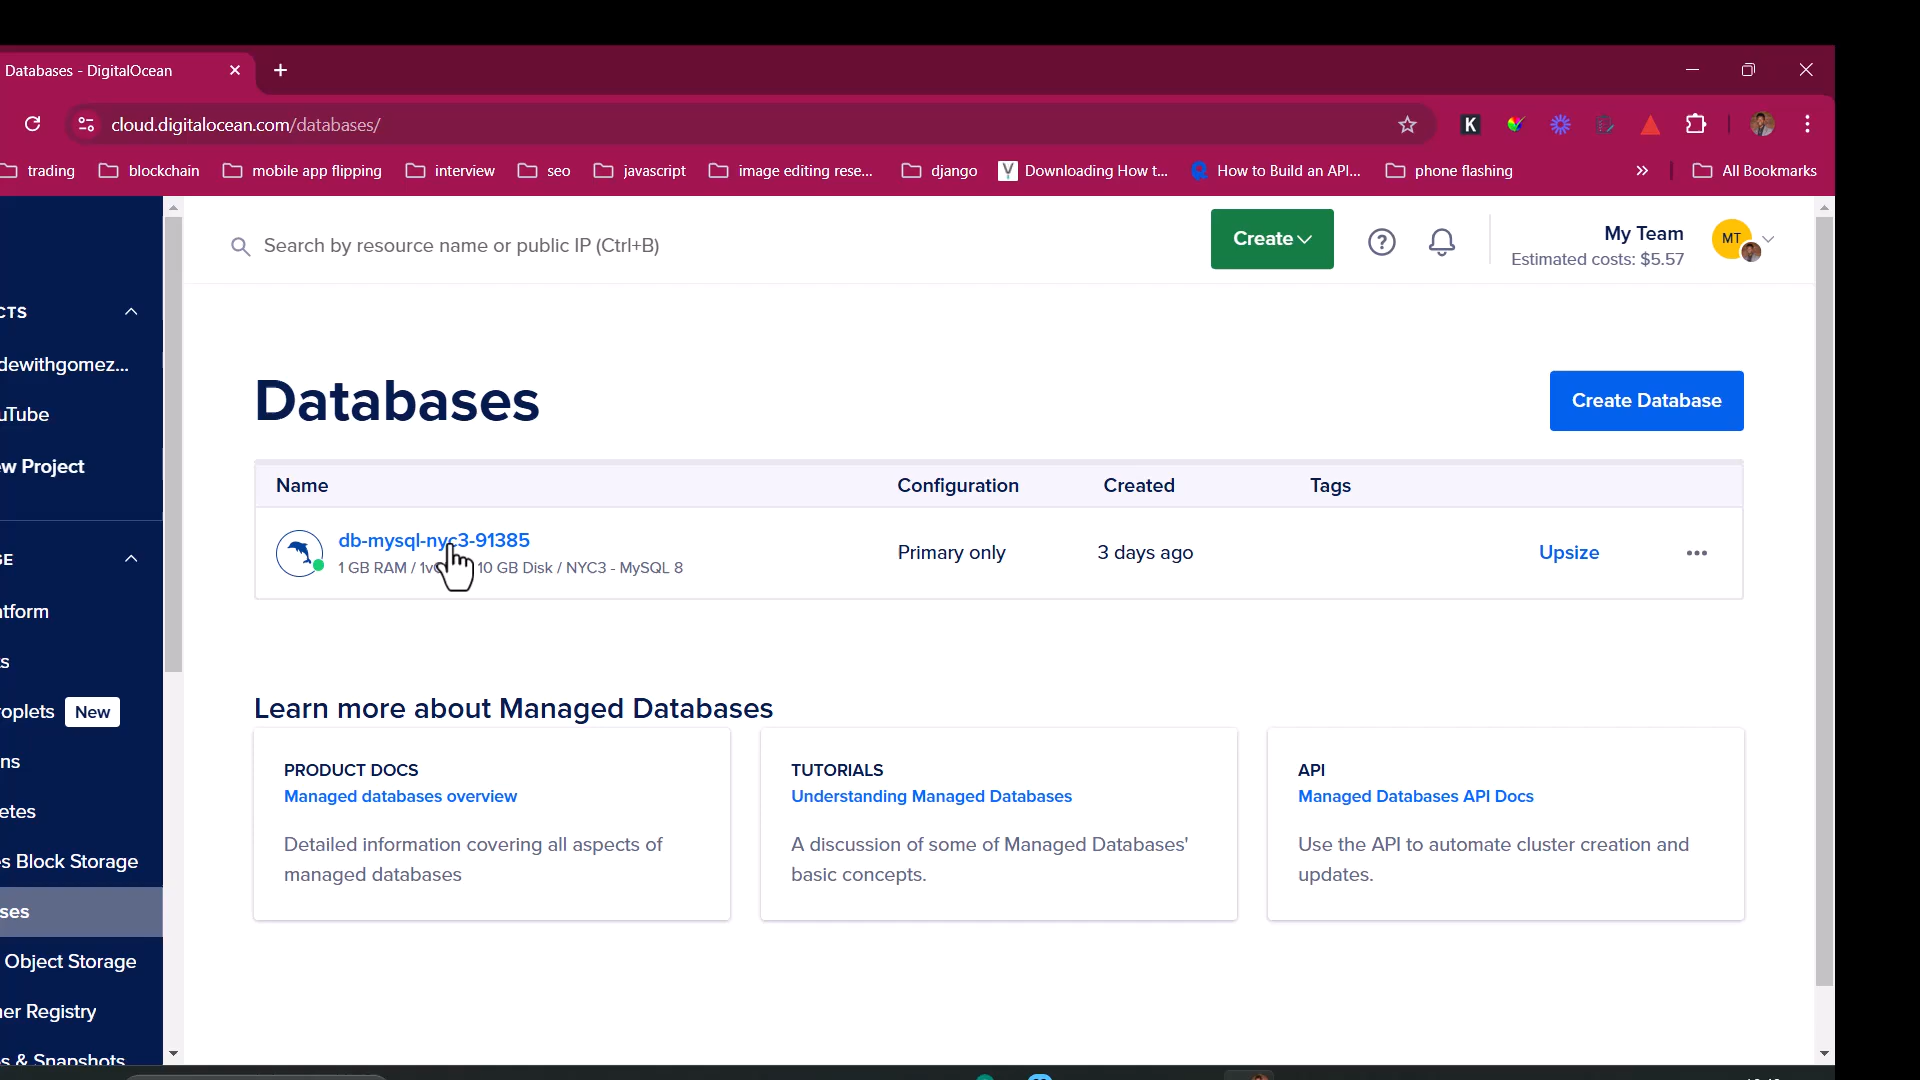 Databases - DigitalOcean
cloud.digitalocean.com/databases/
K
trading
blockchain
mobile app flipping
interview
seo
javascript
image editing rese...
django
Downloading How t...
How to Build an API...
phone flashing
All Bookmarks
Search by resource name or public IP (Ctrl+B)
Create
My Team
Estimated costs: $5.57
MT
CTS
dewithgomez...
uTube
w Project
GE
tform
s
oplets New
ns
etes
s Block Storage
ses
Object Storage
er Registry
s & Snapshots
Databases
Create Database
Name Configuration Created Tags
db-mysql-nyc3-91385
1 GB RAM / 10 GB Disk / NYC3 - MySQL 8
Primary only
3 days ago
Upsize
Learn more about Managed Databases
PRODUCT DOCS
Managed databases overview
Detailed information covering all aspects of
managed databases
TUTORIALS
Understanding Managed Databases
A discussion of some of Managed Databases'
basic concepts.
API
Managed Databases API Docs
Use the API to automate cluster creation and
updates.